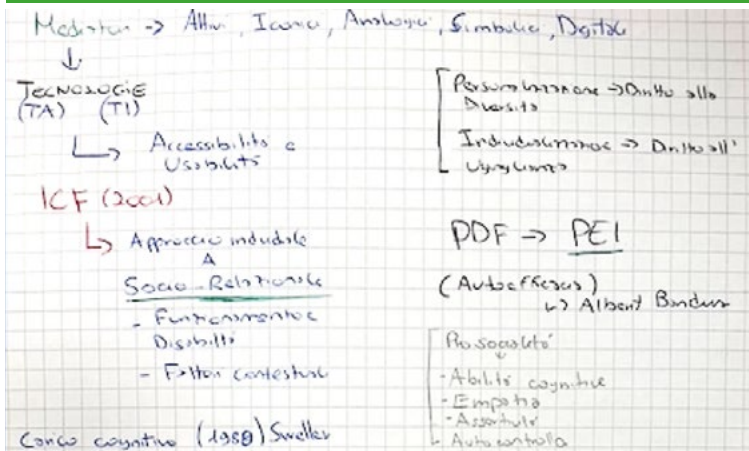 Mediatori -> Attivi, Iconici, Analogici, Simbolici, Digitale
TECNOLOGIE
(TA) (TI)
Accessibilità e
Usabilità
ICF (2001)
Approccio individuale
A
Socio-Relazionale
- Funzionamento e
Disabilità
- Fattori contestuali
Carico cognitivo (1988) Sweller
Personalizzazione -> Diritto alla
Diversità
Individualizzazione => Diritto all'
Uguaglianza
PDF -> PEI
(Autoefficacia)
Albert Bandura
Prosocialità
- Abilità cognitive
- Empatia
- Assertività
- Autocontrollo